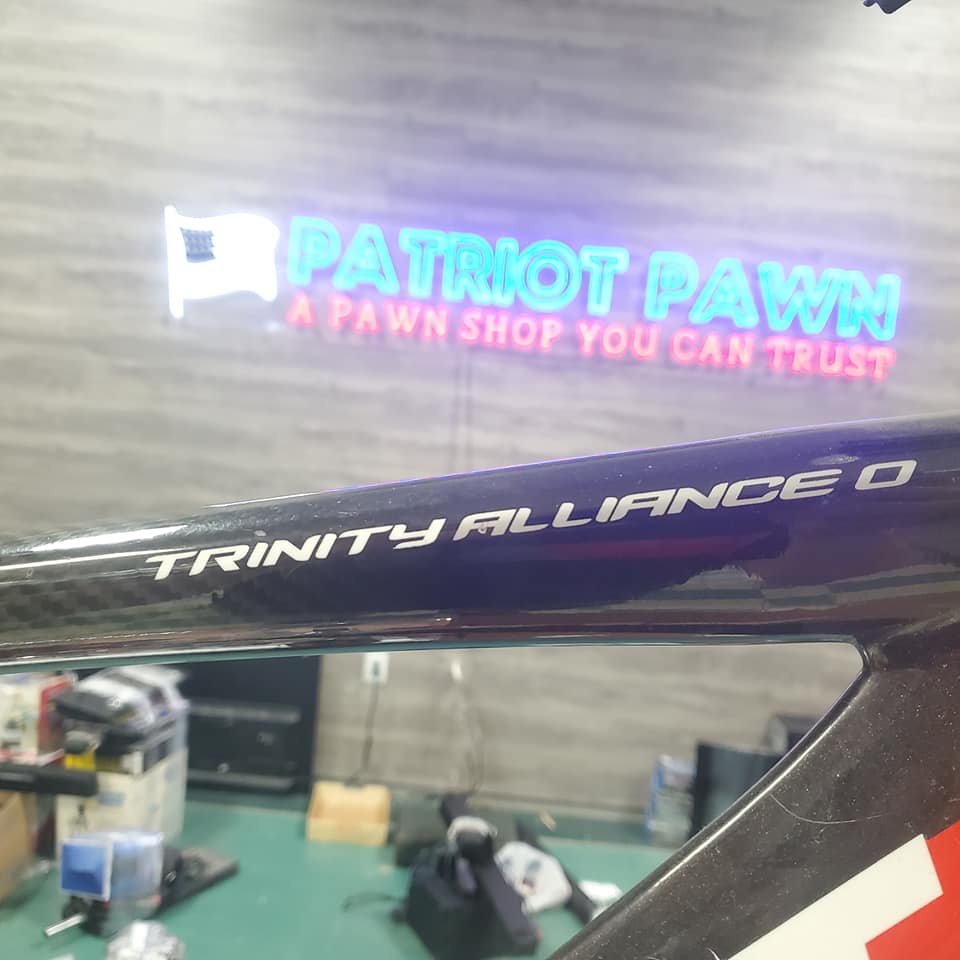 PATRIOT PAWN
A PAWN SHOP YOU CAN TRUST
TRINITY ALLIANCE 0